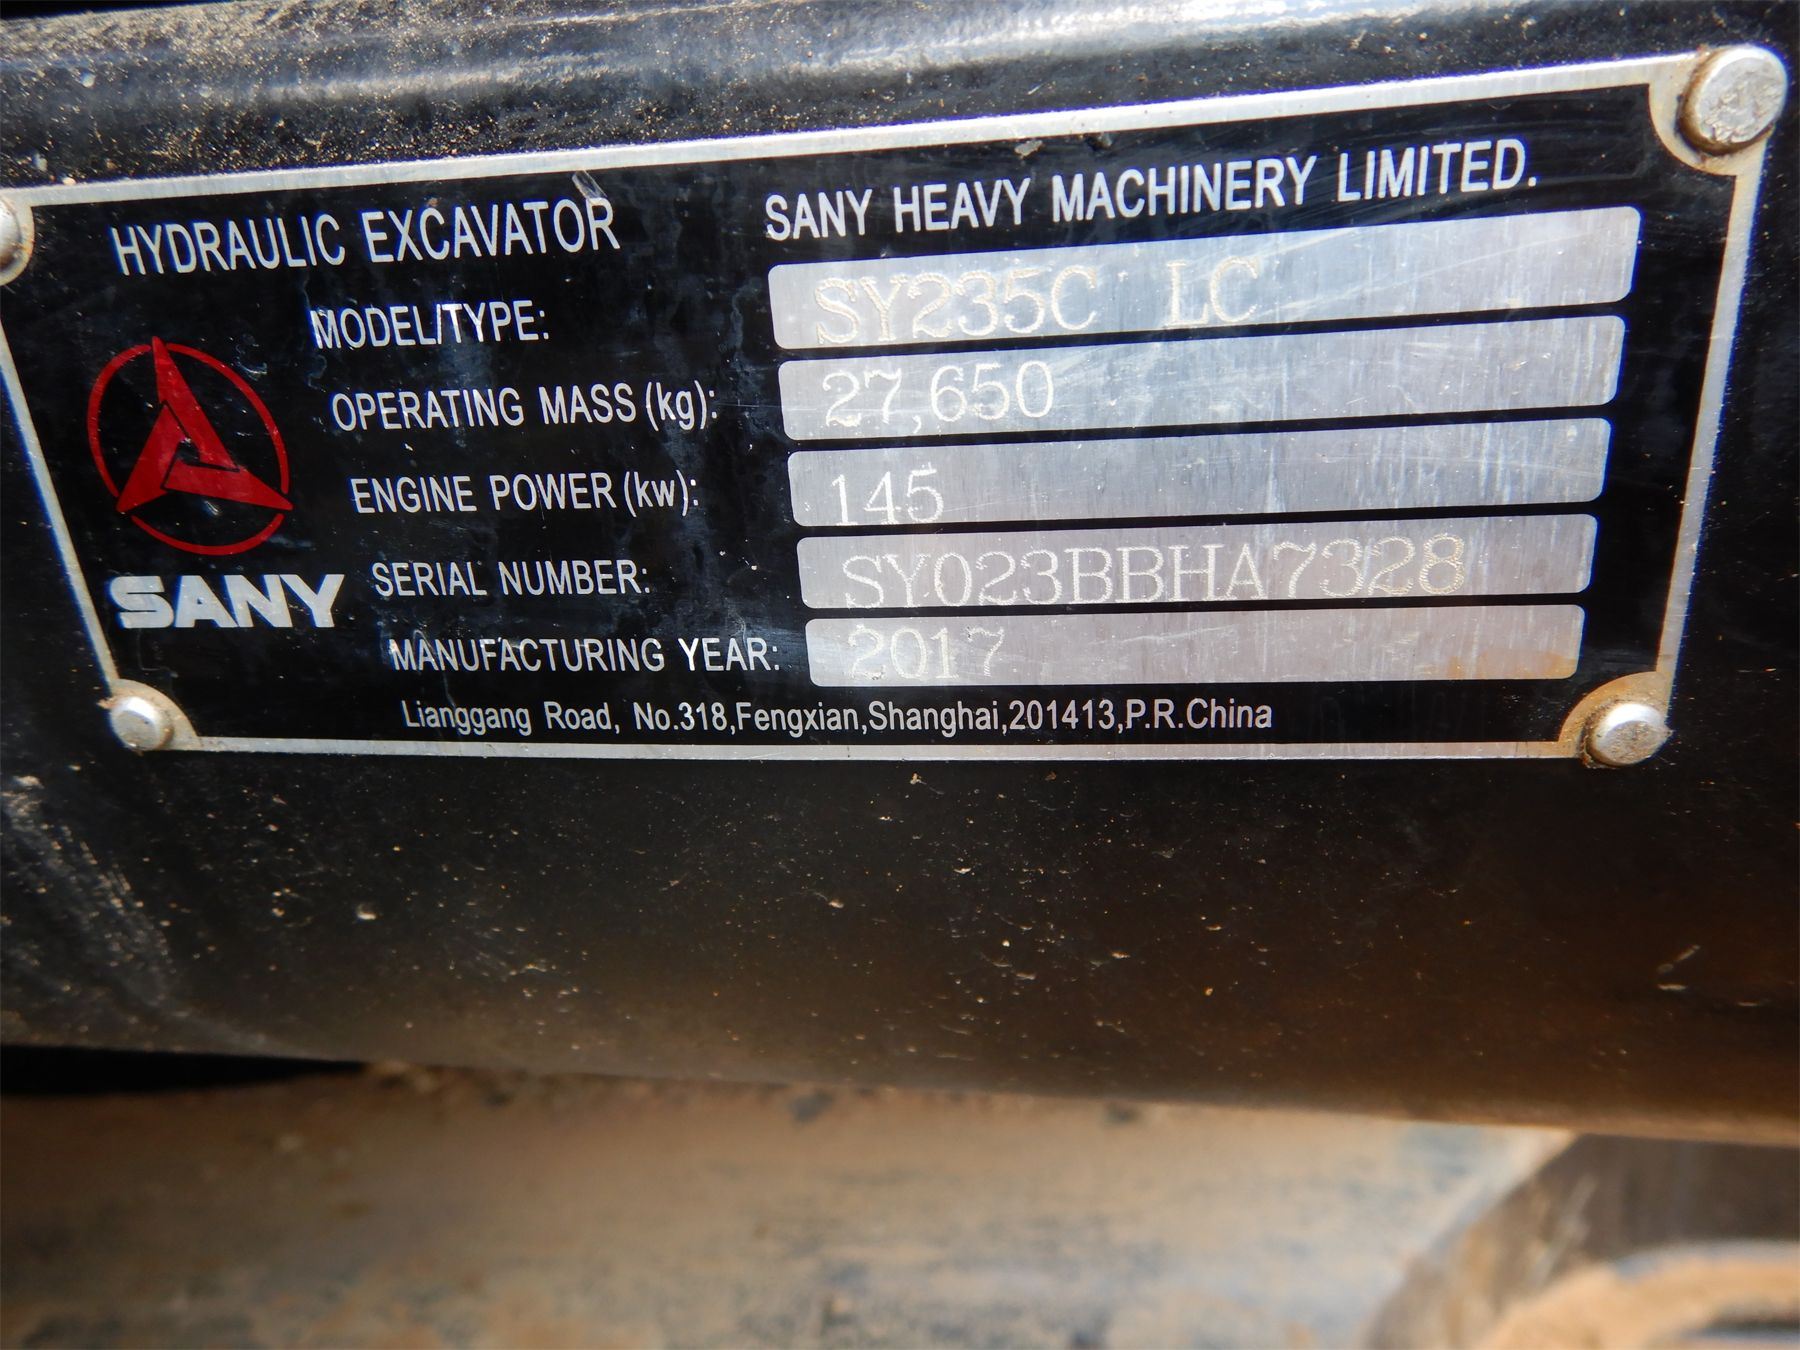 HYDRAULIC EXCAVATOR SANY HEAVY MACHINERY LIMITED.
MODEL/TYPE: SY235C LC
OPERATING MASS (kg): 27,650
ENGINE POWER (kw): 145
SERIAL NUMBER: SY023BBHA7328
SANY
MANUFACTURING YEAR: 2017
Lianggang Road, No.318,Fengxian,Shanghai,201413,P.R.China